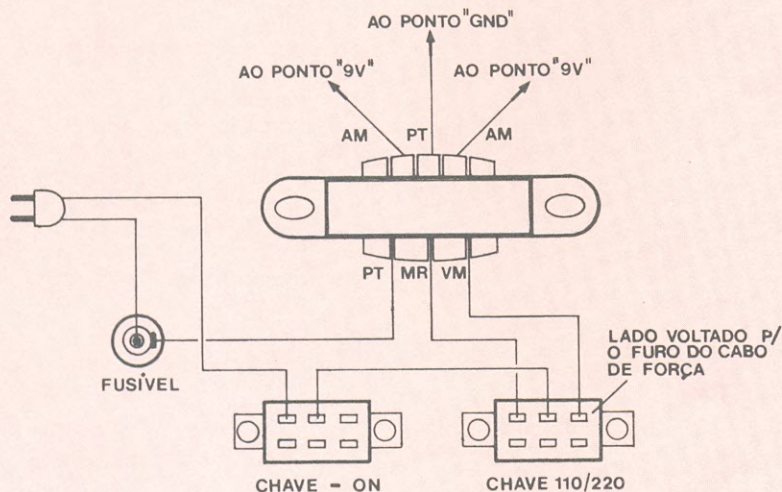 AO PONTO "GND"
AO PONTO "9V"
AO PONTO "9V"
AM
PT
AM
PT
MR
VM
LADO VOLTADO P/
O FURO DO CABO
DE FORÇA
FUSÍVEL
CHAVE - ON
CHAVE 110/220